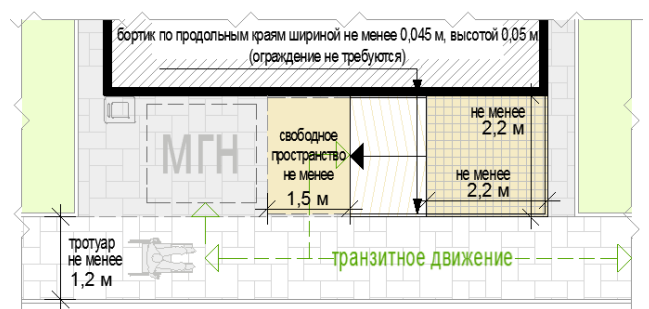 бортик по продольным краям шириной не менее 0,045 м, высотой 0,05 м
(ограждение не требуются)
не менее
2,2 м
МГН
свободное
пространство
не менее
1,5 м
не менее
2,2 м
тротуар
не менее
1,2 м
транзитное движение